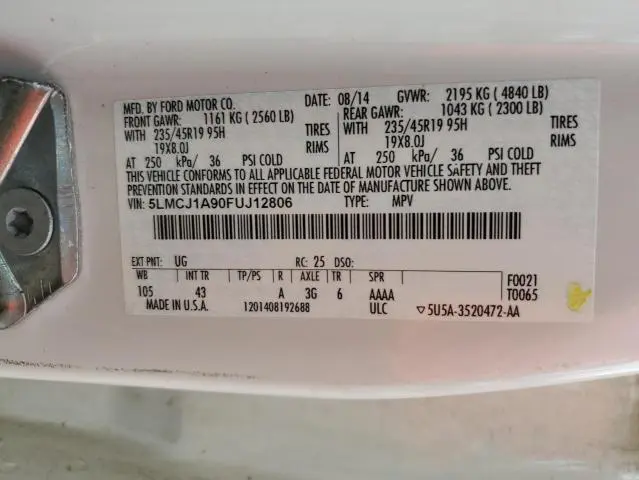 MFD. BY FORD MOTOR CO.
DATE: 08/14 GVWR: 2195 KG ( 4840 LB)
FRONT GAWR: 1161 KG ( 2560 LB)
REAR GAWR: 1043 KG ( 2300 LB)
WITH 235/45R19 95H TIRES
WITH 235/45R19 95H TIRES
19X8.0J RIMS
19X8.0J RIMS
AT 250 kPa/ 36 PSI COLD
AT 250 kPa/ 36 PSI COLD
THIS VEHICLE CONFORMS TO ALL APPLICABLE FEDERAL MOTOR VEHICLE SAFETY AND THEFT
PREVENTION STANDARDS IN EFFECT ON THE DATE OF MANUFACTURE SHOWN ABOVE.
VIN: 5LMCJ1A90FUJ12806 TYPE: MPV
EXT PNT: UG RC: 25 DSO:
WB INT TR TP/PS R AXLE TR SPR
105 43 A 3G 6 AAAA
F0021
T0065
MADE IN U.S.A. 1201408192688 ULC ▽5U5A-3520472-AA